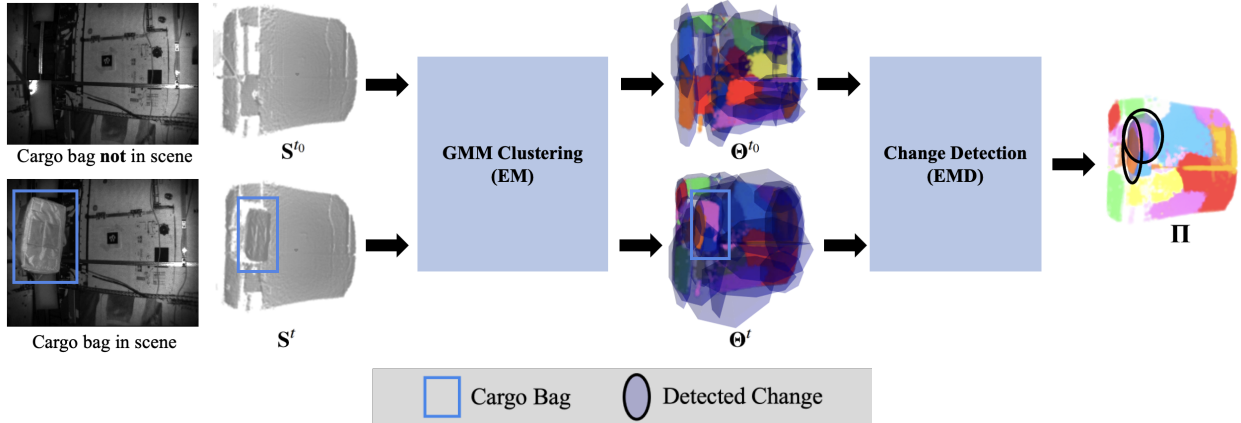 Cargo bag not in scene
S^{t_0}
GMM Clustering
(EM)
Θ^{t_0}
Change Detection
(EMD)
Π
Cargo bag in scene
S^t
Θ^t
Cargo Bag
Detected Change